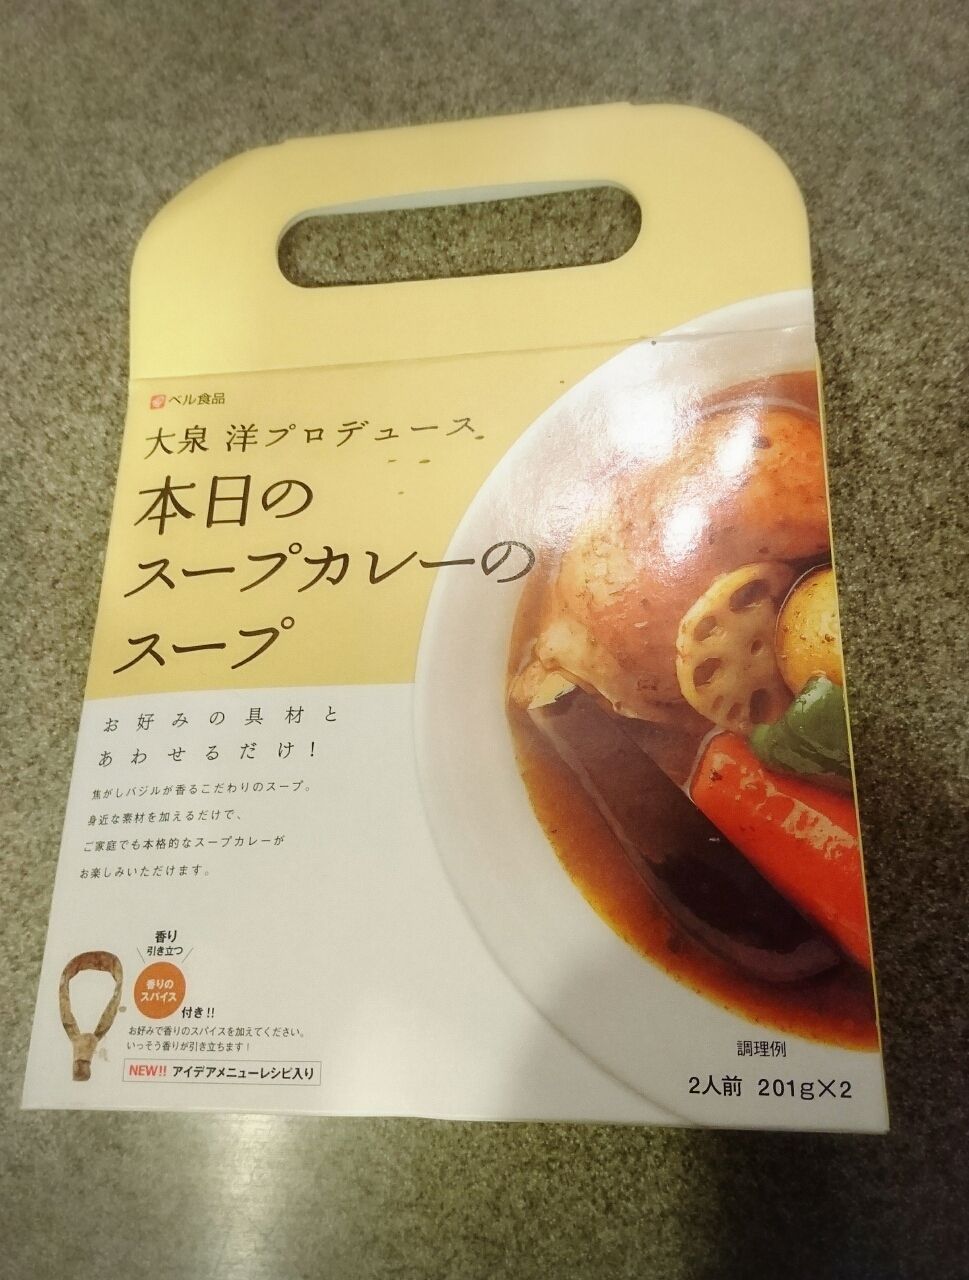 ベル食品
大泉 洋プロデュース
本日の
スープカレーの
スープ
お好みの具材と
あわせるだけ!
焦がしバジルが香るこだわりのスープ。
身近な素材を加えるだけで、
ご家庭でも本格的なスープカレーが
お楽しみいただけます。
香り
引き立つ
香りの
スパイス
付き!!
お好みで香りのスパイスを加えてください。
いっそう香りが引き立ちます!
NEW!! アイデアメニューレシピ入り
調理例
2人前 201g×2